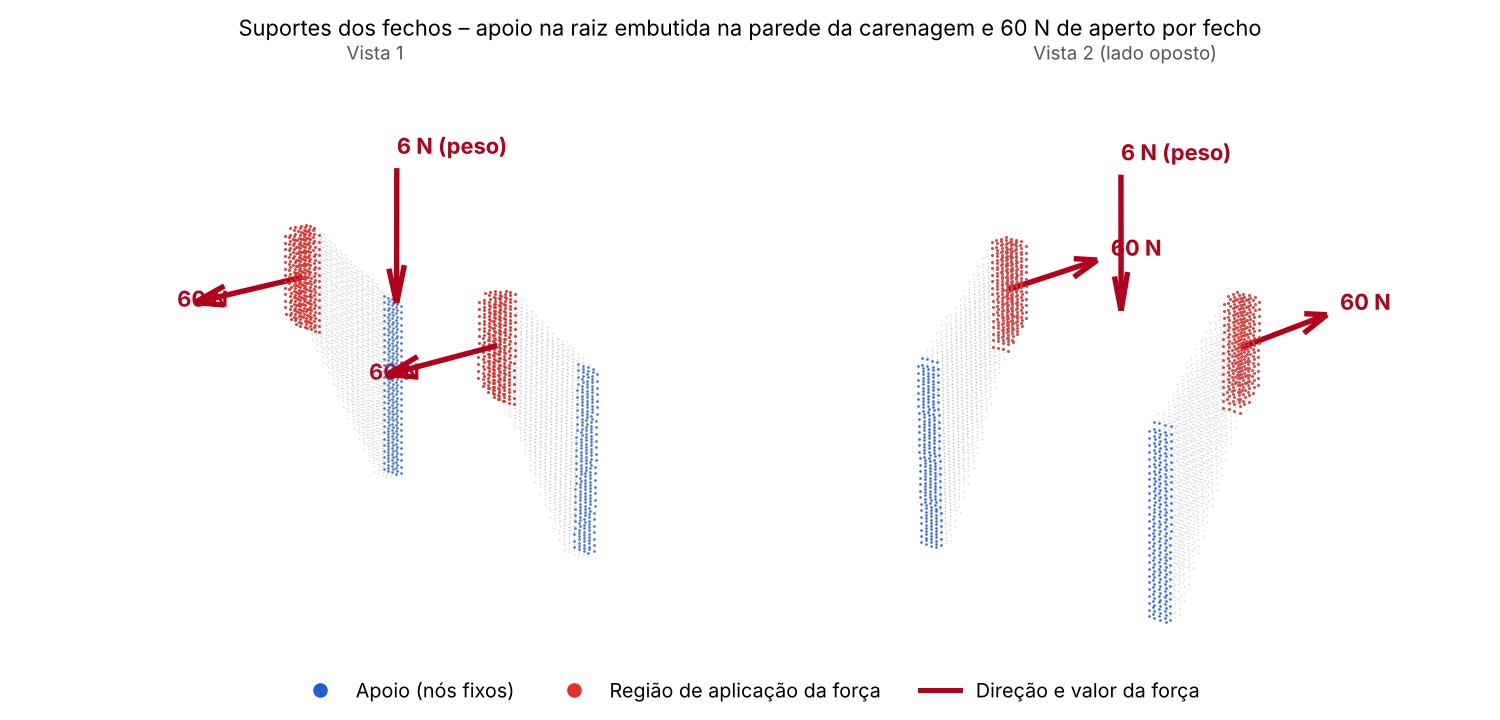 Suportes dos fechos – apoio na raiz embutida na parede da carenagem e 60 N de aperto por fecho
Vista 1
Vista 2 (lado oposto)
6 N (peso)
6 N (peso)
60 N
60 N
Apoio (nós fixos)
Região de aplicação da força
Direção e valor da força